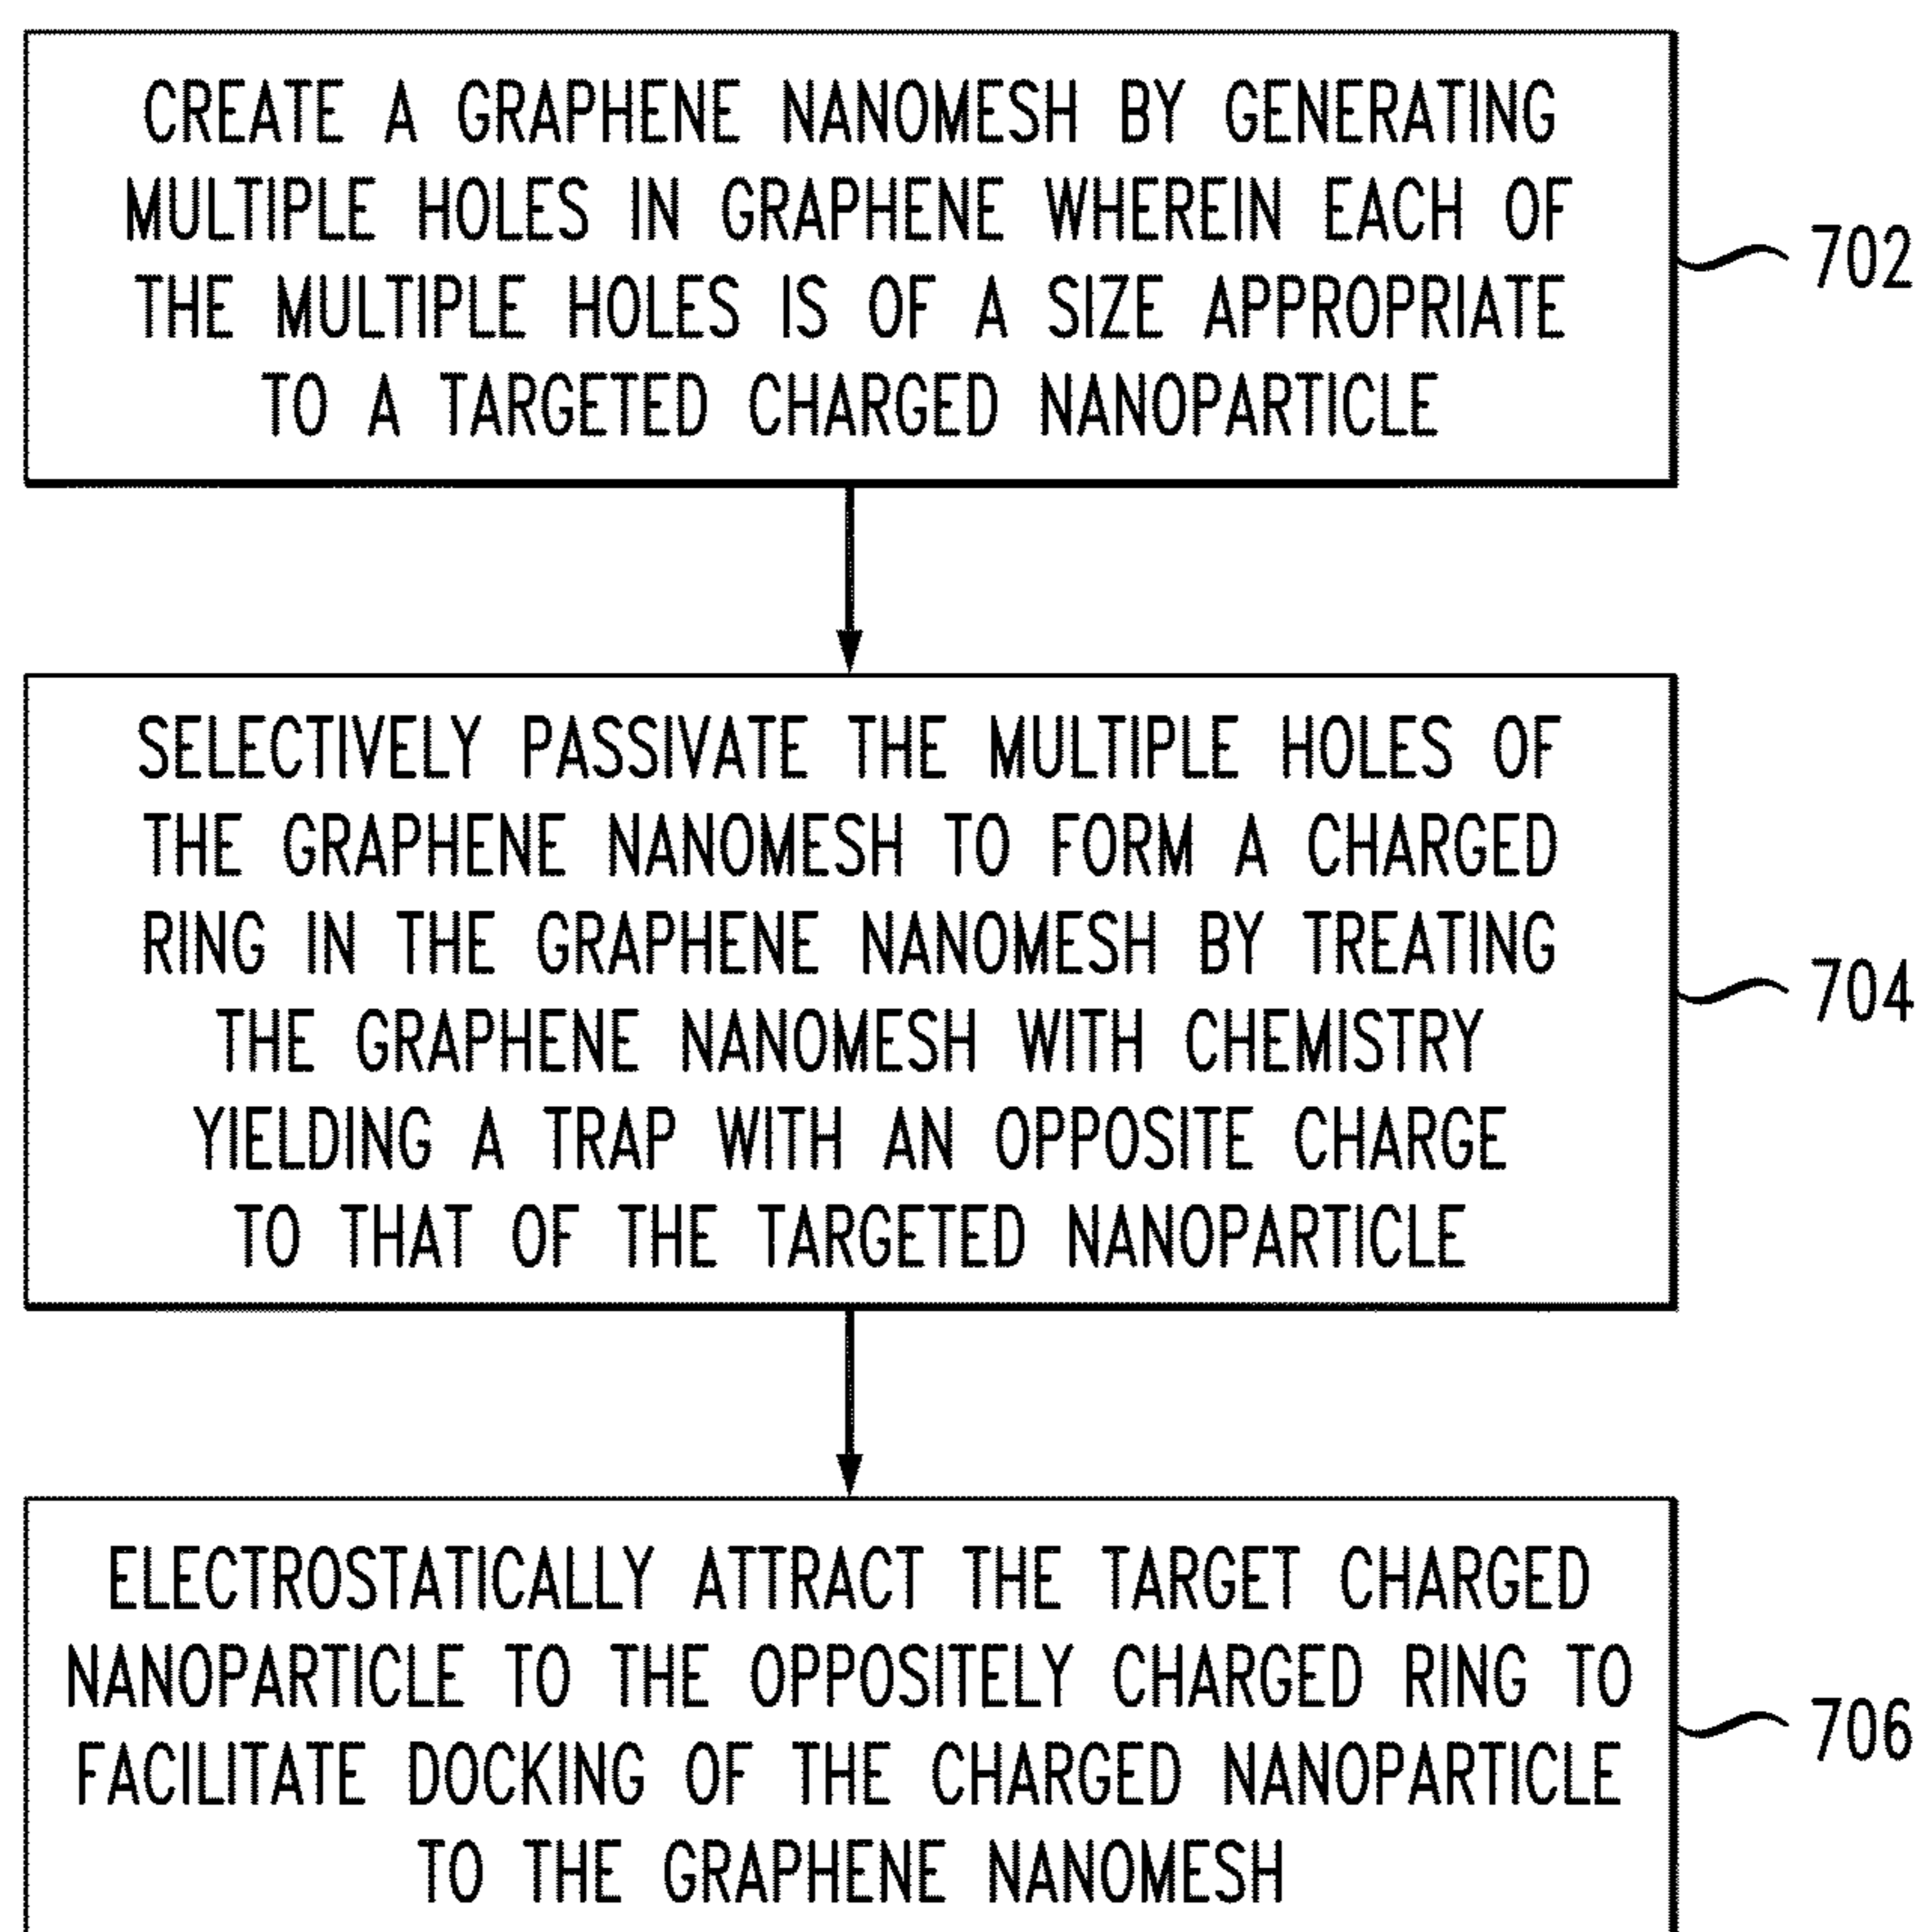 CREATE A GRAPHENE NANOMESH BY GENERATING
MULTIPLE HOLES IN GRAPHENE WHEREIN EACH OF
THE MULTIPLE HOLES IS OF A SIZE APPROPRIATE
TO A TARGETED CHARGED NANOPARTICLE
702
SELECTIVELY PASSIVATE THE MULTIPLE HOLES OF
THE GRAPHENE NANOMESH TO FORM A CHARGED
RING IN THE GRAPHENE NANOMESH BY TREATING
THE GRAPHENE NANOMESH WITH CHEMISTRY
YIELDING A TRAP WITH AN OPPOSITE CHARGE
TO THAT OF THE TARGETED NANOPARTICLE
704
ELECTROSTATICALLY ATTRACT THE TARGET CHARGED
NANOPARTICLE TO THE OPPOSITELY CHARGED RING TO
FACILITATE DOCKING OF THE CHARGED NANOPARTICLE
TO THE GRAPHENE NANOMESH
706